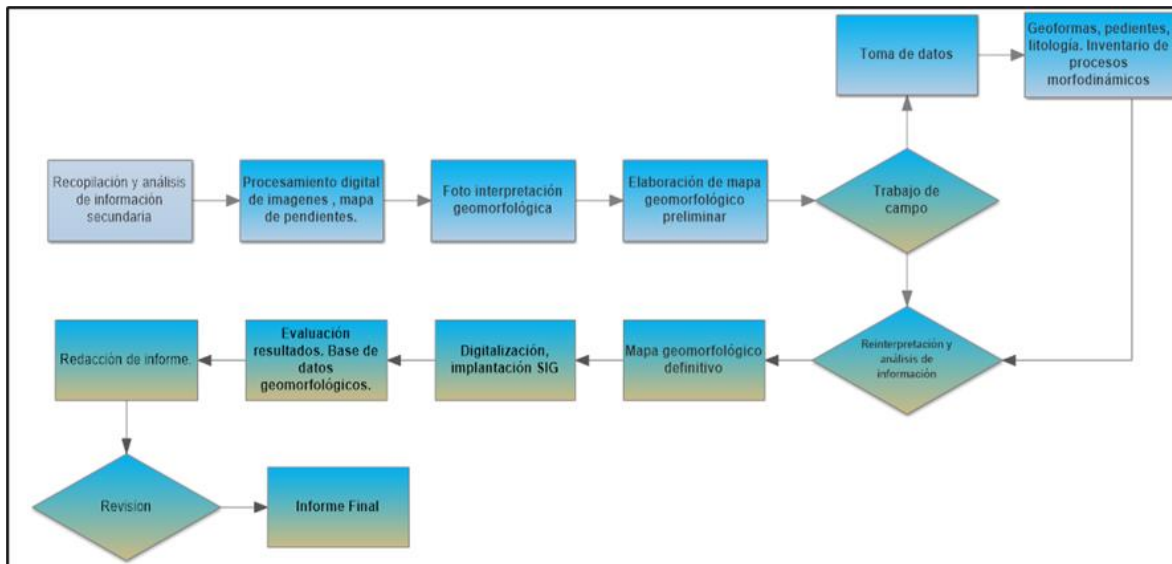 Recopilación y análisis
de información
secundaria
Procesamiento digital
de imagenes , mapa
de pendientes.
Foto interpretación
geomorfológica
Elaboración de mapa
geomorfológico
preliminar
Trabajo de
campo
Toma de datos
Geoformas, pedientes,
litología. Inventario de
procesos
morfodinámicos
Reinterpretación y
análisis de
información
Mapa geomorfológico
definitivo
Digitalización,
implantación SIG
Evaluación
resultados. Base de
datos
geomorfológicos.
Redacción de informe.
Revision
Informe Final